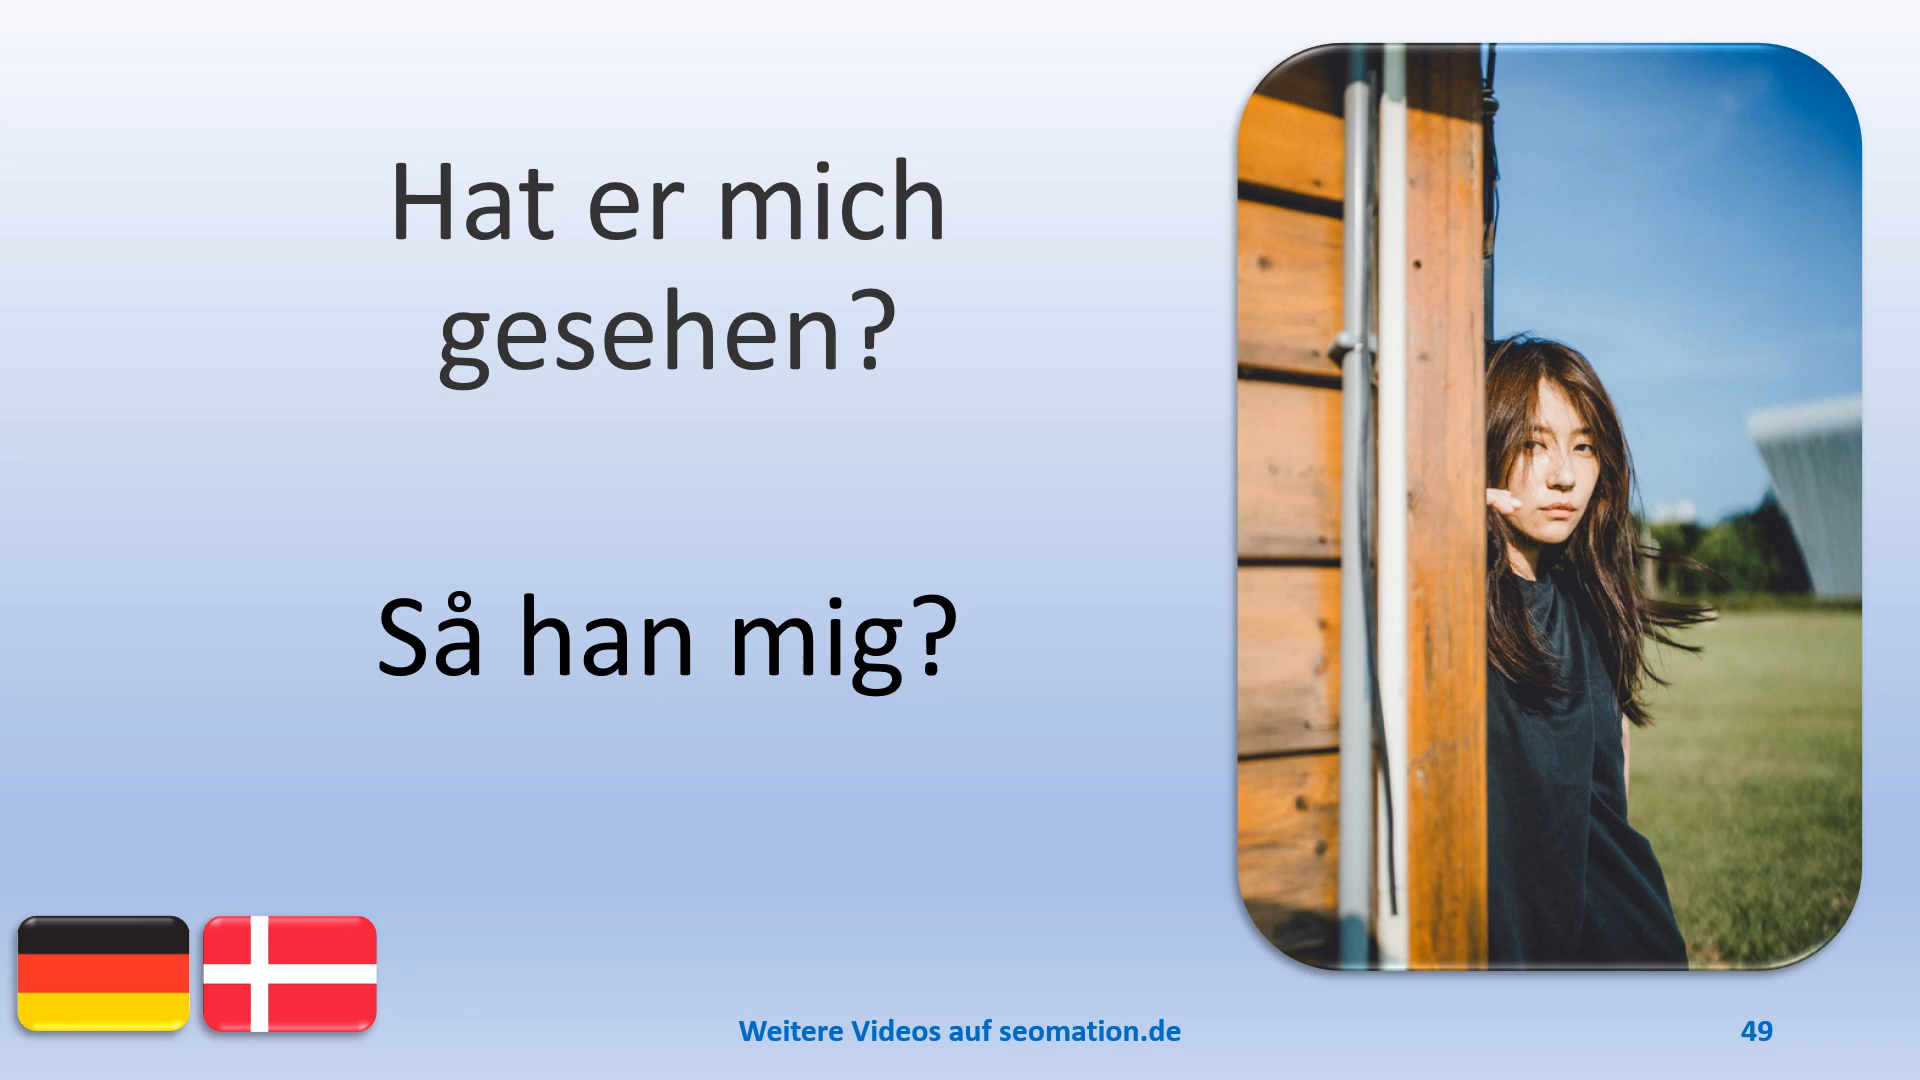 Hat er mich
gesehen?
Så han mig?
Weitere Videos auf seomation.de
49